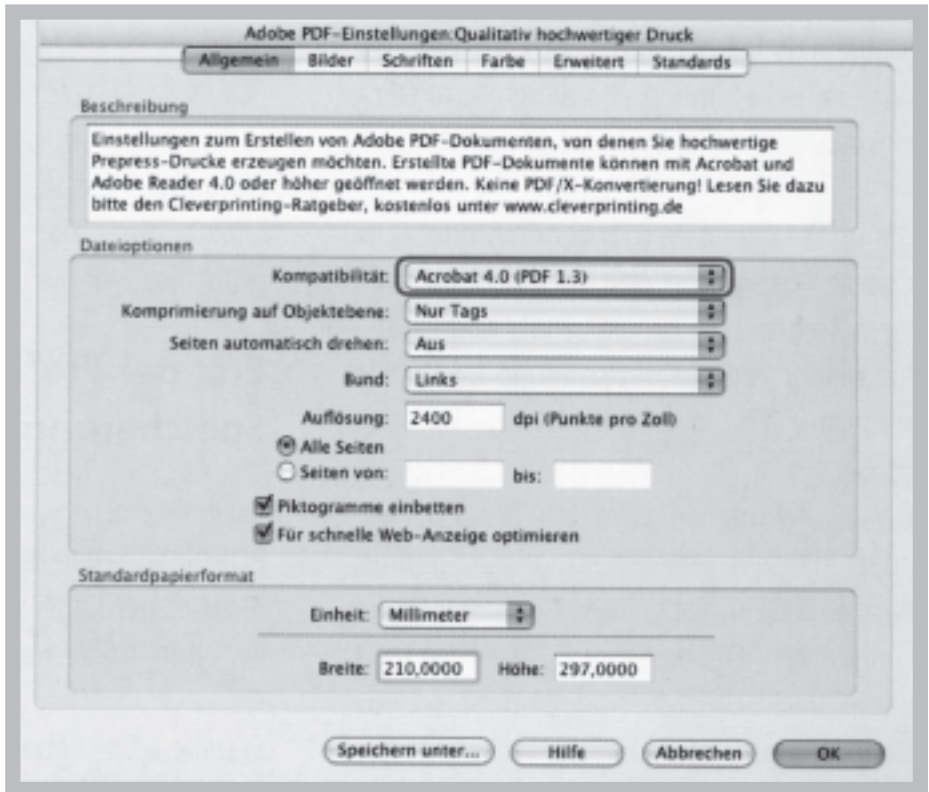 Adobe PDF-Einstellungen:Qualitativ hochwertiger Druck
Allgemein Bilder Schriften Farbe Erweitert Standards
Beschreibung
Einstellungen zum Erstellen von Adobe PDF-Dokumenten, von denen Sie hochwertige
Prepress-Drucke erzeugen möchten. Erstellte PDF-Dokumente können mit Acrobat und
Adobe Reader 4.0 oder höher geöffnet werden. Keine PDF/X-Konvertierung! Lesen Sie dazu
bitte den Cleverprinting-Ratgeber, kostenlos unter www.cleverprinting.de
Dateioptionen
Kompatibilität: Acrobat 4.0 (PDF 1.3)
Komprimierung auf Objektebene: Nur Tags
Seiten automatisch drehen: Aus
Bund: Links
Auflösung: 2400 dpi (Punkte pro Zoll)
Alle Seiten
Seiten von: bis:
Piktogramme einbetten
Für schnelle Web-Anzeige optimieren
Standardpapierformat
Einheit: Millimeter
Breite: 210,0000 Höhe: 297,0000
Speichern unter... Hilfe Abbrechen OK